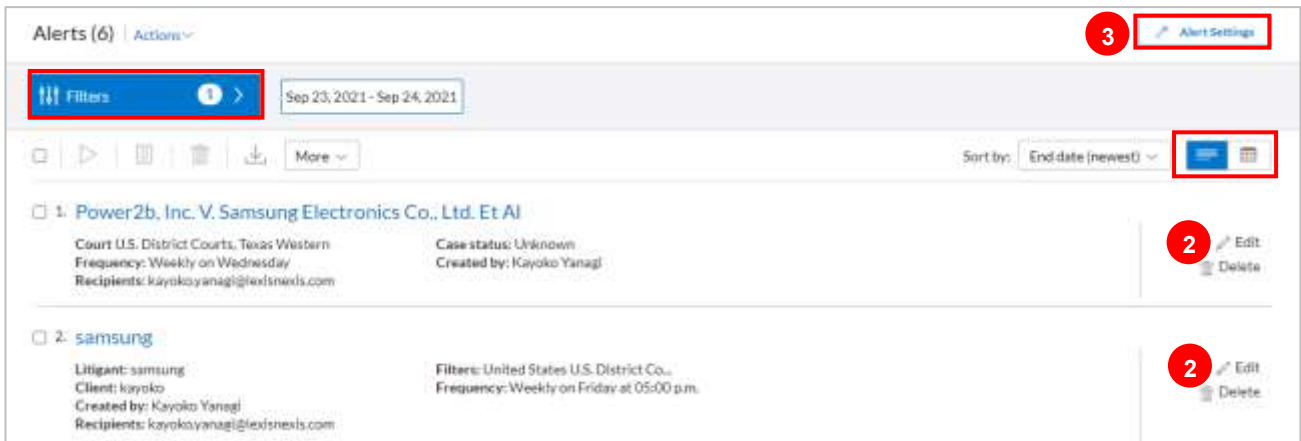 Alerts (6) | Actions
3 Alert Settings
Filters 1
Sep 23, 2021 - Sep 24, 2021
More
Sort by: End date (newest)
1. Power2b, Inc. V. Samsung Electronics Co., Ltd. Et Al
Court U.S. District Courts, Texas Western
Case status: Unknown
2 Edit
Frequency: Weekly on Wednesday
Created by: Kayoko Yanagi
Delete
Recipients: kayoko.yanagi@lexisnexis.com
2. samsung
Litigant: samsung
Filters: United States U.S. District Co...
2 Edit
Client: kayoko
Frequency: Weekly on Friday at 05:00 p.m.
Delete
Created by: Kayoko Yanagi
Recipients: kayoko.yanagi@lexisnexis.com